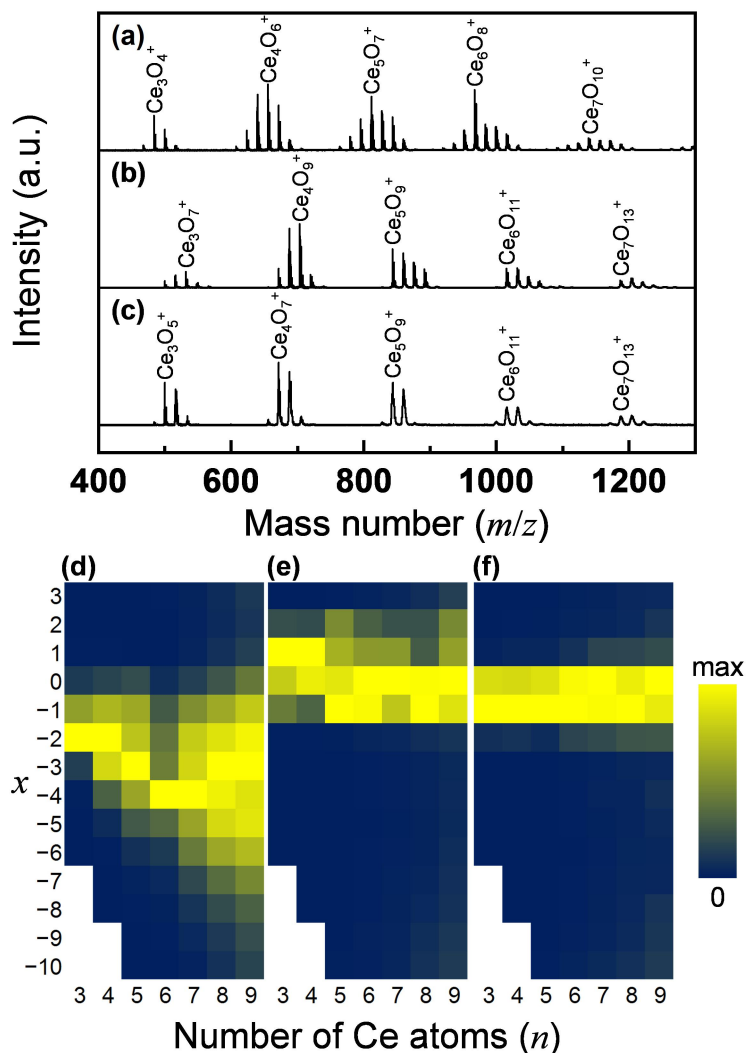 (a)
Ce₃O₄⁺
Ce₄O₆⁺
Ce₅O₇⁺
Ce₆O₈⁺
Ce₇O₁₀⁺
(b)
Ce₃O₇⁺
Ce₄O₉⁺
Ce₅O₉⁺
Ce₆O₁₁⁺
Ce₇O₁₃⁺
(c)
Ce₃O₅⁺
Ce₄O₇⁺
Ce₅O₉⁺
Ce₆O₁₁⁺
Ce₇O₁₃⁺
Intensity (a.u.)
400 600 800 1000 1200
Mass number (m/z)
(d) (e) (f)
3
2
1
0
−1
−2
−3
−4
−5
−6
−7
−8
−9
−10
x
max
0
3 4 5 6 7 8 9 3 4 5 6 7 8 9 3 4 5 6 7 8 9
Number of Ce atoms (n)